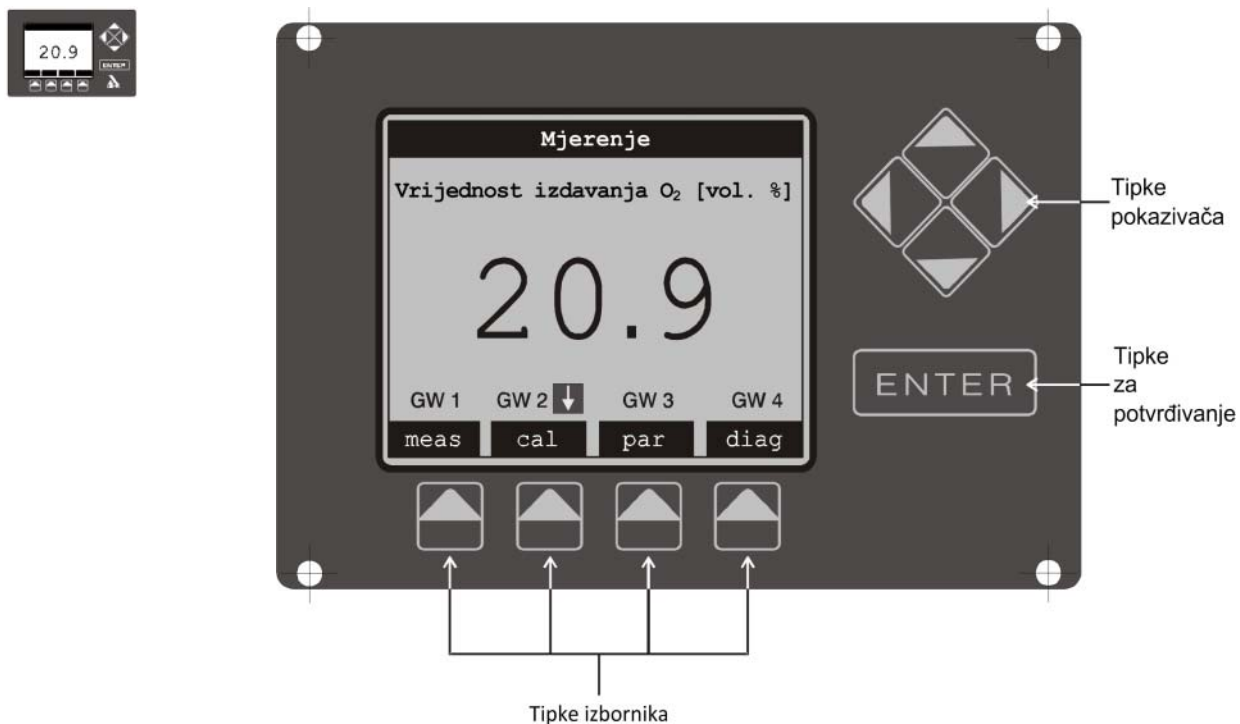 20.9
ENTER
Mjerenje
Vrijednost izdavanja O₂ [vol. %]
20.9
GW 1 GW 2 ↓ GW 3 GW 4
meas cal par diag
ENTER
Tipke
pokazivača
Tipke
za
potvrđivanje
Tipke izbornika